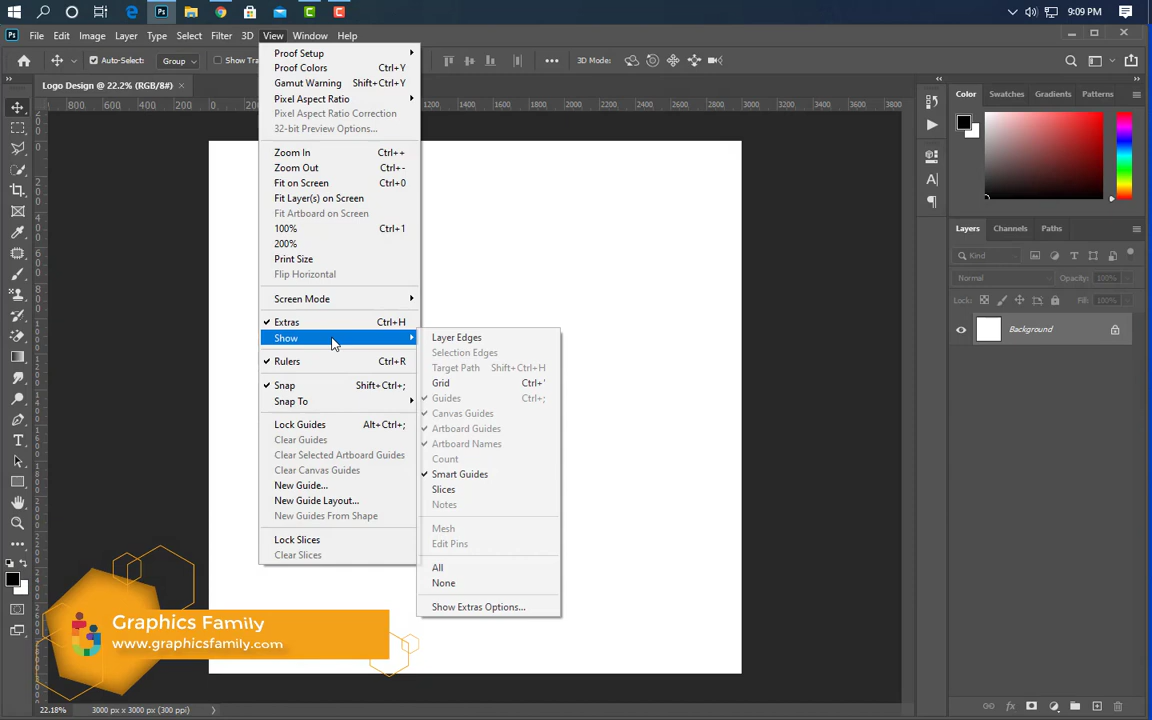 9:09 PM
File Edit Image Layer Type Select Filter 3D View Window Help
Auto-Select: Group Show Tra 3D Mode:
Logo Design @ 22.2% (RGB/8#)
800 600 400 200 0 1200 1400 1600 1800 2000 2200 2400 2600 2800 3000 3200 3400 3600 3800
Proof Setup
Proof Colors Ctrl+Y
Gamut Warning Shift+Ctrl+Y
Pixel Aspect Ratio
Pixel Aspect Ratio Correction
32-bit Preview Options...
Zoom In Ctrl++
Zoom Out Ctrl+-
Fit on Screen Ctrl+0
Fit Layer(s) on Screen
Fit Artboard on Screen
100% Ctrl+1
200%
Print Size
Flip Horizontal
Screen Mode
Extras Ctrl+H
Show
Rulers Ctrl+R
Snap Shift+Ctrl+;
Snap To
Lock Guides Alt+Ctrl+;
Clear Guides
Clear Selected Artboard Guides
Clear Canvas Guides
New Guide...
New Guide Layout...
New Guides From Shape
Lock Slices
Clear Slices
Layer Edges
Selection Edges
Target Path Shift+Ctrl+H
Grid Ctrl+'
Guides Ctrl+;
Canvas Guides
Artboard Guides
Artboard Names
Count
Smart Guides
Slices
Notes
Mesh
Edit Pins
All
None
Show Extras Options...
Color Swatches Gradients Patterns
Layers Channels Paths
Kind
Normal Opacity: 100%
Lock: Fill: 100%
Background
Graphics Family
www.graphicsfamily.com
22.18% 3000 px x 3000 px (300 ppi)